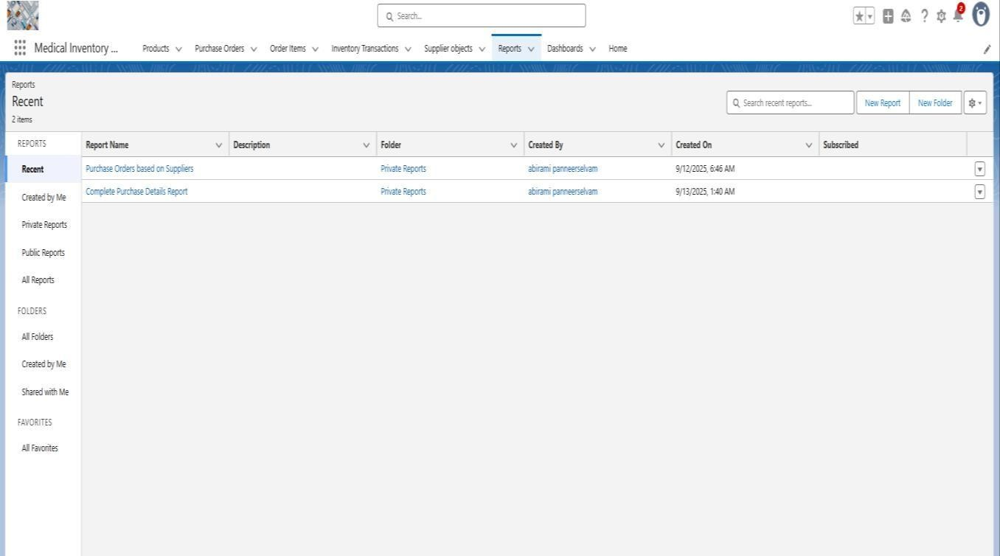 Search...
2
Medical Inventory ...
Products Purchase Orders Order Items Inventory Transactions Supplier objects Reports Dashboards Home
Reports
Recent
2 items
Search recent reports...
New Report
New Folder
REPORTS
Recent
Created by Me
Private Reports
Public Reports
All Reports
FOLDERS
All Folders
Created by Me
Shared with Me
FAVORITES
All Favorites
Report Name Description Folder Created By Created On Subscribed
Purchase Orders based on Suppliers Private Reports abirami panneerselvam 9/12/2025, 6:46 AM
Complete Purchase Details Report Private Reports abirami panneerselvam 9/13/2025, 1:40 AM